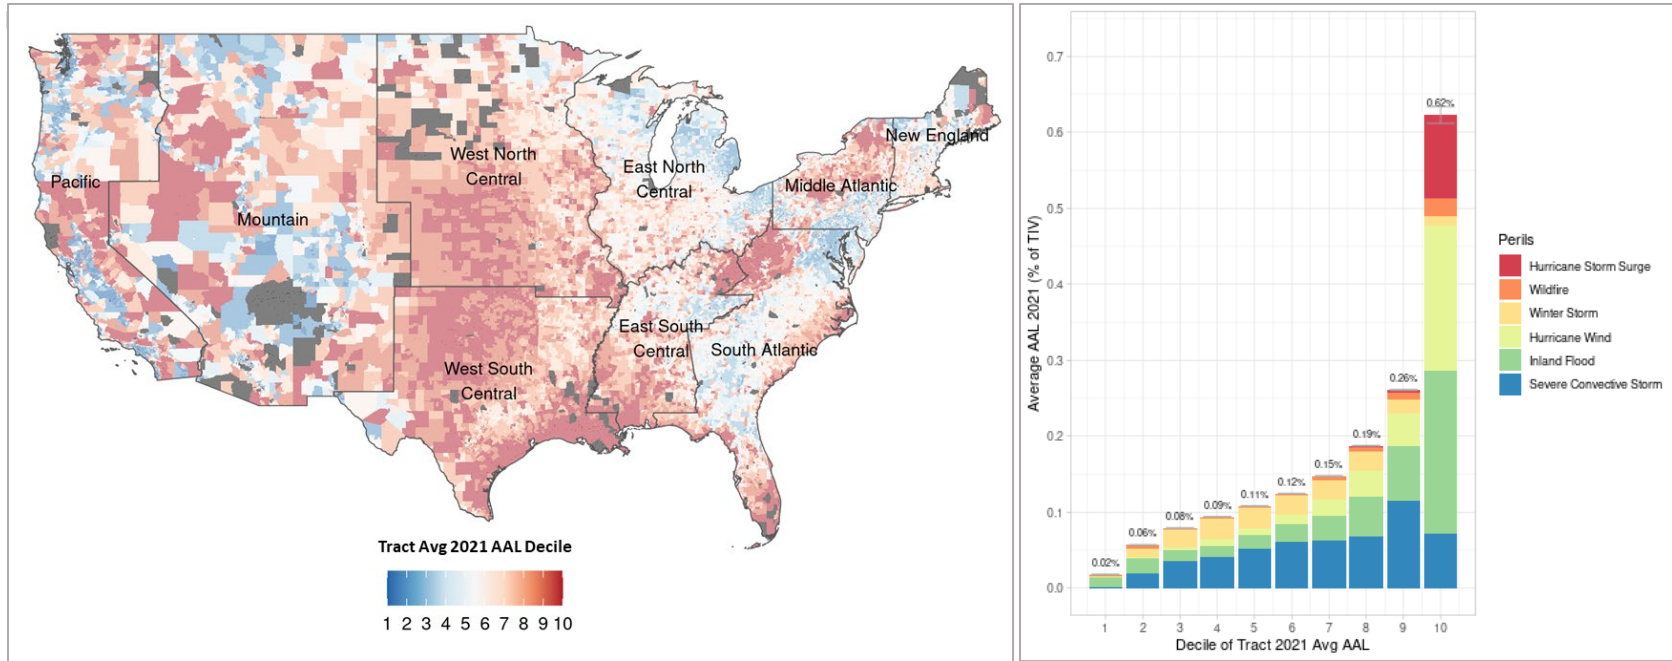 Pacific
Mountain
West North
Central
East North
Central
New England
Middle Atlantic
West South
Central
East South
Central
South Atlantic
Tract Avg 2021 AAL Decile
1 2 3 4 5 6 7 8 9 10
Average AAL 2021 (% of TIV)
0.7
0.6
0.5
0.4
0.3
0.2
0.1
0.0
0.02%
0.06%
0.08%
0.09%
0.11%
0.12%
0.15%
0.19%
0.26%
0.62%
1 2 3 4 5 6 7 8 9 10
Decile of Tract 2021 Avg AAL
Perils
Hurricane Storm Surge
Wildfire
Winter Storm
Hurricane Wind
Inland Flood
Severe Convective Storm